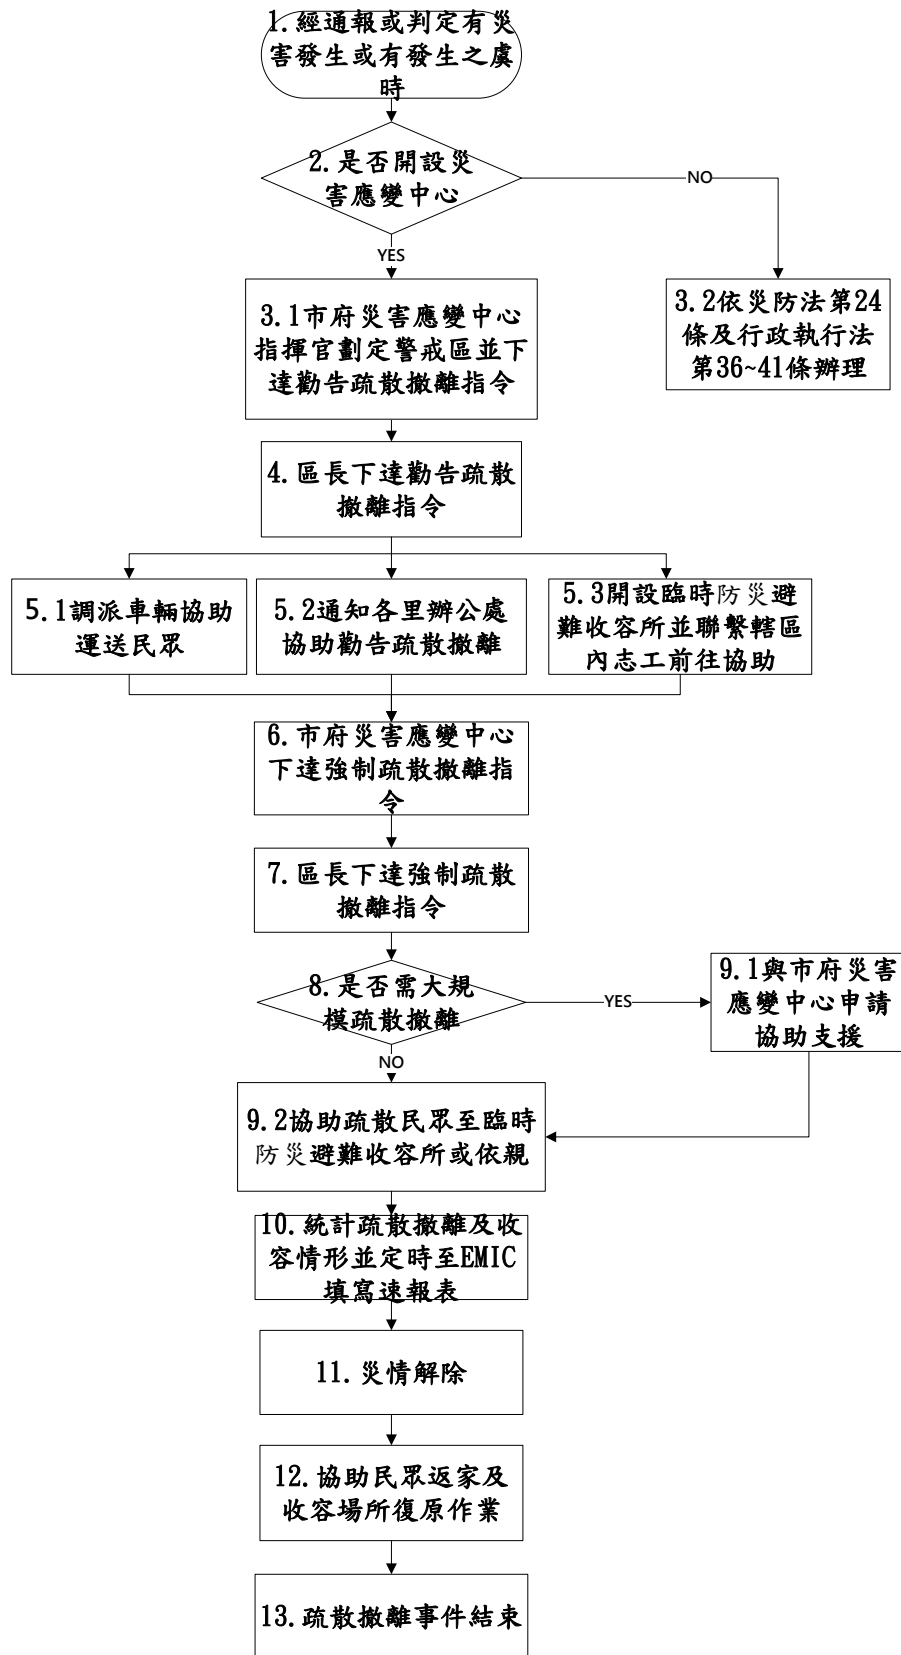 1.經通報或判定有災
害發生或有發生之虞
時
2.是否開設災
害應變中心
NO
YES
3.1市府災害應變中心
指揮官劃定警戒區並下
達勸告疏散撤離指令
3.2依災防法第24
條及行政執行法
第36~41條辦理
4.區長下達勸告疏散
撤離指令
5.1調派車輛協助
運送民眾
5.2通知各里辦公處
協助勸告疏散撤離
5.3開設臨時防災避
難收容所並聯繫轄區
內志工前往協助
6.市府災害應變中心
下達強制疏散撤離指
令
7.區長下達強制疏散
撤離指令
8.是否需大規
模疏散撤離
YES
9.1與市府災害
應變中心申請
協助支援
NO
9.2協助疏散民眾至臨時
防災避難收容所或依親
10.統計疏散撤離及收
容情形並定時至EMIC
填寫速報表
11.災情解除
12.協助民眾返家及
收容場所復原作業
13.疏散撤離事件結束